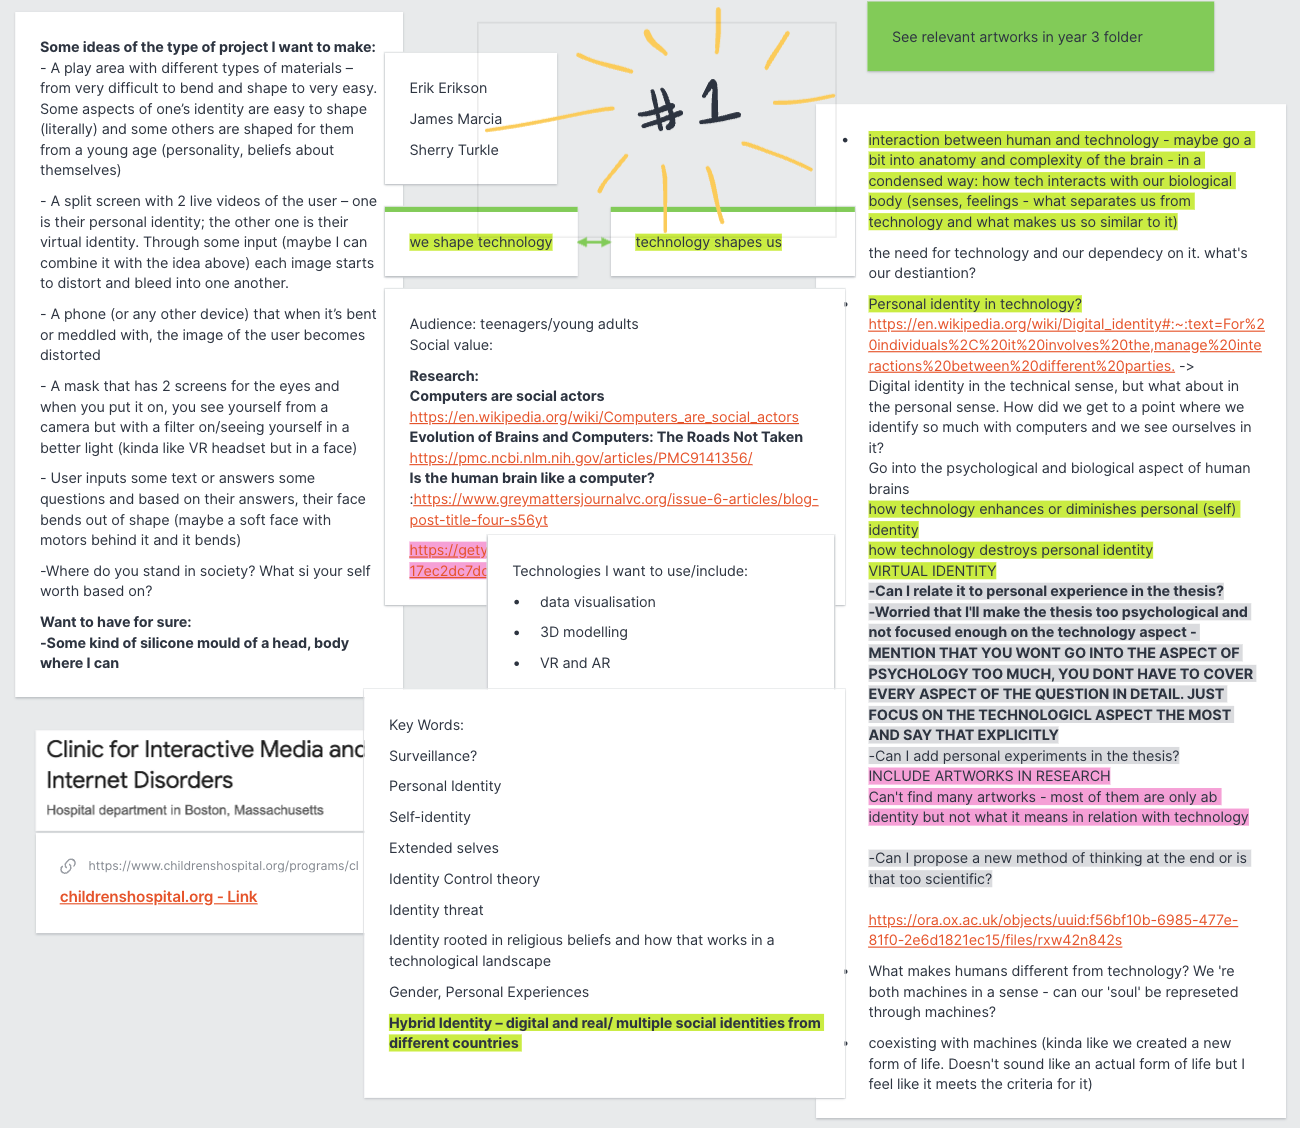 Some ideas of the type of project I want to make:
- A play area with different types of materials –
from very difficult to bend and shape to very easy.
Some aspects of one's identity are easy to shape
(literally) and some others are shaped for them
from a young age (personality, beliefs about
themselves)
- A split screen with 2 live videos of the user – one
is their personal identity; the other one is their
virtual identity. Through some input (maybe I can
combine it with the idea above) each image starts
to distort and bleed into one another.
- A phone (or any other device) that when it's bent
or meddled with, the image of the user becomes
distorted
- A mask that has 2 screens for the eyes and
when you put it on, you see yourself from a
camera but with a filter on/seeing yourself in a
better light (kinda like VR headset but in a face)
- User inputs some text or answers some
questions and based on their answers, their face
bends out of shape (maybe a soft face with
motors behind it and it bends)
-Where do you stand in society? What si your self
worth based on?
Want to have for sure:
-Some kind of silicone mould of a head, body
where I can
Clinic for Interactive Media and
Internet Disorders
Hospital department in Boston, Massachusetts
https://www.childrenshospital.org/programs/cl
childrenshospital.org - Link
Erik Erikson
James Marcia
Sherry Turkle
#1
we shape technology
technology shapes us
Audience: teenagers/young adults
Social value:
Research:
Computers are social actors
https://en.wikipedia.org/wiki/Computers_are_social_actors
Evolution of Brains and Computers: The Roads Not Taken
https://pmc.ncbi.nlm.nih.gov/articles/PMC9141356/
Is the human brain like a computer?
:https://www.greymattersjournalvc.org/issue-6-articles/blog-
post-title-four-s56yt
https://gety
17ec2dc7dc
Technologies I want to use/include:
• data visualisation
• 3D modelling
• VR and AR
Key Words:
Surveillance?
Personal Identity
Self-identity
Extended selves
Identity Control theory
Identity threat
Identity rooted in religious beliefs and how that works in a
technological landscape
Gender, Personal Experiences
Hybrid Identity – digital and real/ multiple social identities from
different countries
See relevant artworks in year 3 folder
• interaction between human and technology - maybe go a
bit into anatomy and complexity of the brain - in a
condensed way: how tech interacts with our biological
body (senses, feelings - what separates us from
technology and what makes us so similar to it)
the need for technology and our dependecy on it. what's
our destiantion?
• Personal identity in technology?
https://en.wikipedia.org/wiki/Digital_identity#:~:text=For%2
0individuals%2C%20it%20involves%20the,manage%20inte
ractions%20between%20different%20parties. ->
Digital identity in the technical sense, but what about in
the personal sense. How did we get to a point where we
identify so much with computers and we see ourselves in
it?
Go into the psychological and biological aspect of human
brains
how technology enhances or diminishes personal (self)
identity
how technology destroys personal identity
VIRTUAL IDENTITY
-Can I relate it to personal experience in the thesis?
-Worried that I'll make the thesis too psychological and
not focused enough on the technology aspect -
MENTION THAT YOU WONT GO INTO THE ASPECT OF
PSYCHOLOGY TOO MUCH, YOU DONT HAVE TO COVER
EVERY ASPECT OF THE QUESTION IN DETAIL. JUST
FOCUS ON THE TECHNOLOGICL ASPECT THE MOST
AND SAY THAT EXPLICITLY
-Can I add personal experiments in the thesis?
INCLUDE ARTWORKS IN RESEARCH
Can't find many artworks - most of them are only ab
identity but not what it means in relation with technology
-Can I propose a new method of thinking at the end or is
that too scientific?
https://ora.ox.ac.uk/objects/uuid:f56bf10b-6985-477e-
81f0-2e6d1821ec15/files/rxw42n842s
• What makes humans different from technology? We 're
both machines in a sense - can our 'soul' be represeted
through machines?
• coexisting with machines (kinda like we created a new
form of life. Doesn't sound like an actual form of life but I
feel like it meets the criteria for it)